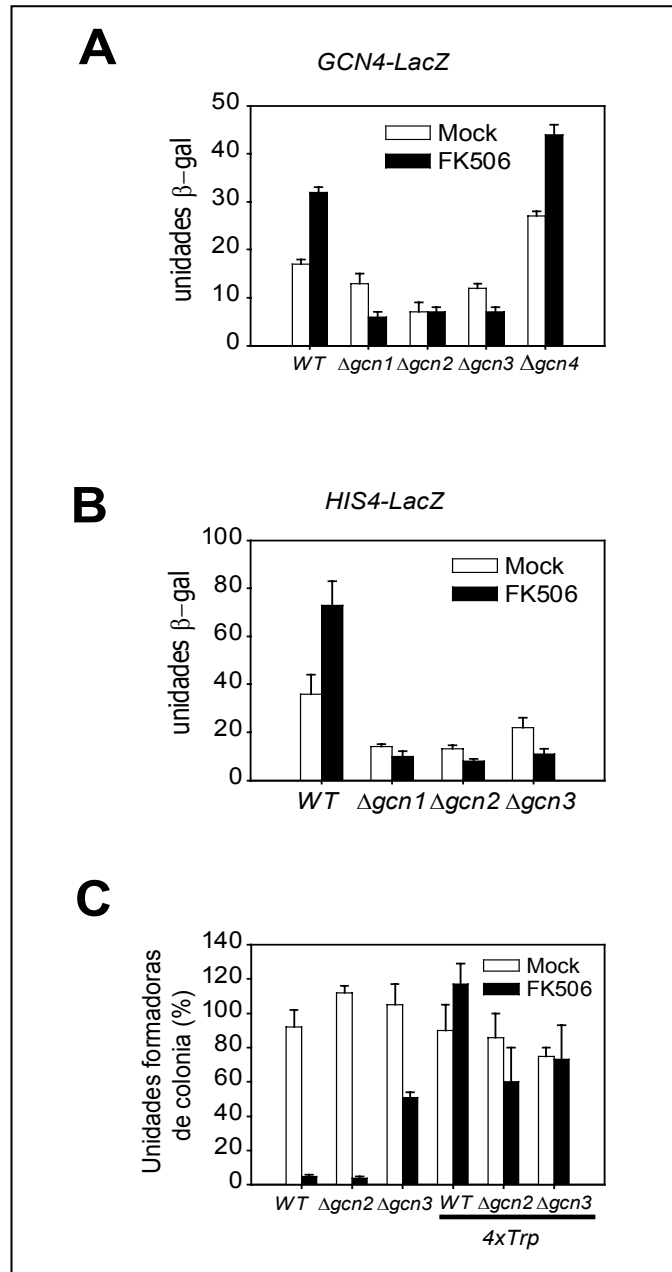 A
GCN4-LacZ
unidades β-gal
50
40
30
20
10
0
Mock
FK506
WT Δgcn1 Δgcn2 Δgcn3 Δgcn4
B
HIS4-LacZ
unidades β-gal
100
80
60
40
20
0
Mock
FK506
WT Δgcn1 Δgcn2 Δgcn3
C
Unidades formadoras
de colonia (%)
140
120
100
80
60
40
20
0
Mock
FK506
WT Δgcn2 Δgcn3 WT Δgcn2 Δgcn3
4xTrp